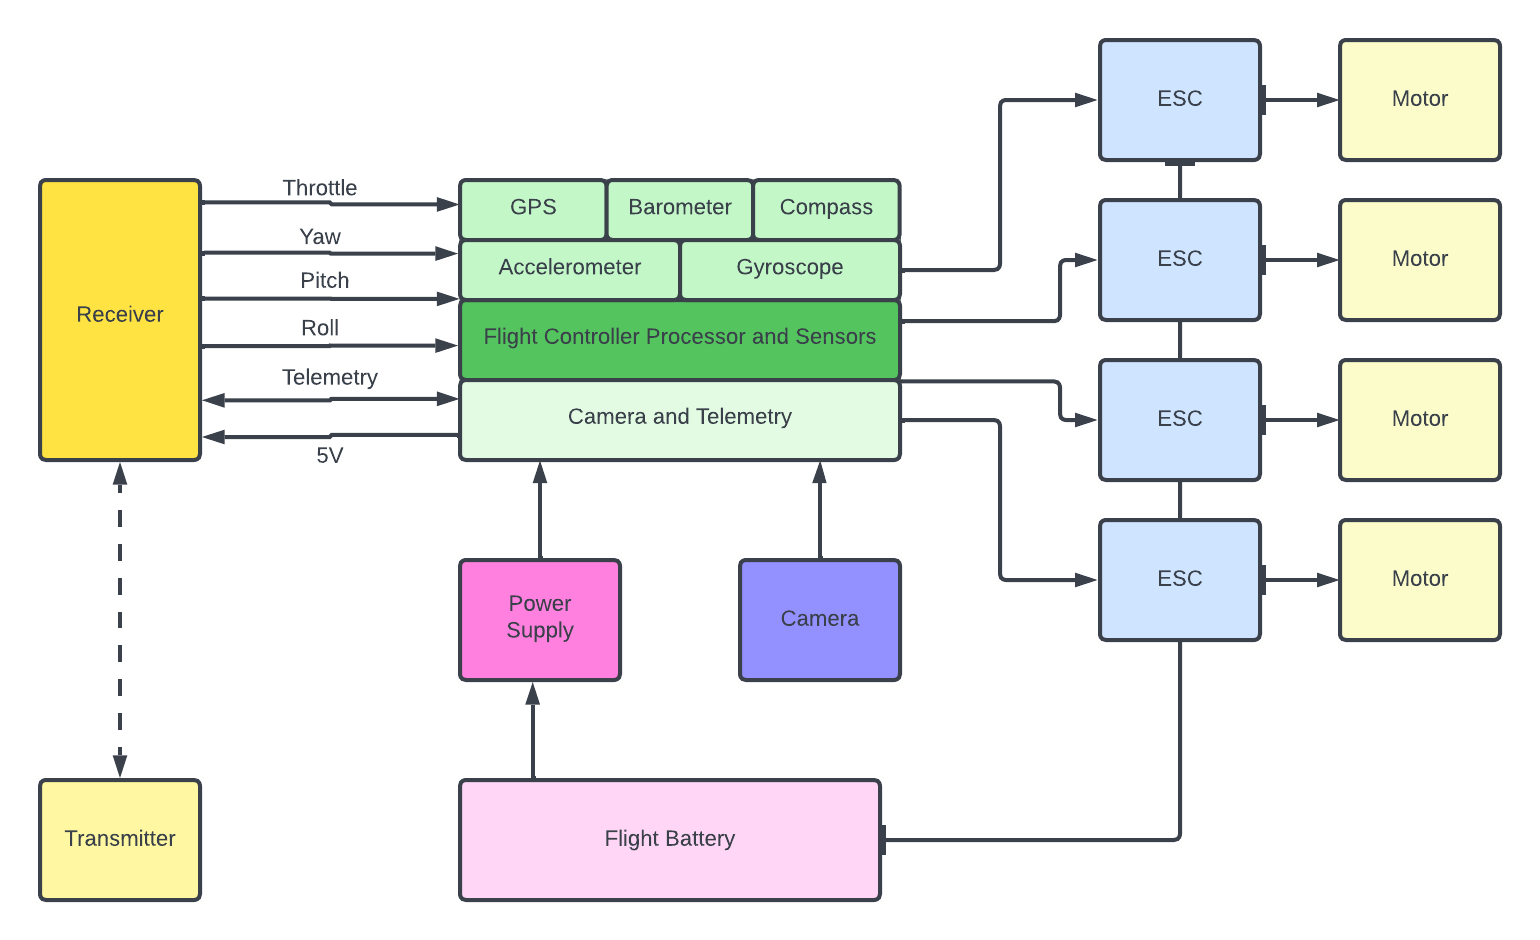 ESC
Motor
Throttle
GPS
Barometer
Compass
Yaw
ESC
Motor
Accelerometer
Gyroscope
Pitch
Receiver
Roll
Flight Controller Processor and Sensors
Telemetry
Camera and Telemetry
ESC
Motor
5V
ESC
Motor
Power
Supply
Camera
Transmitter
Flight Battery